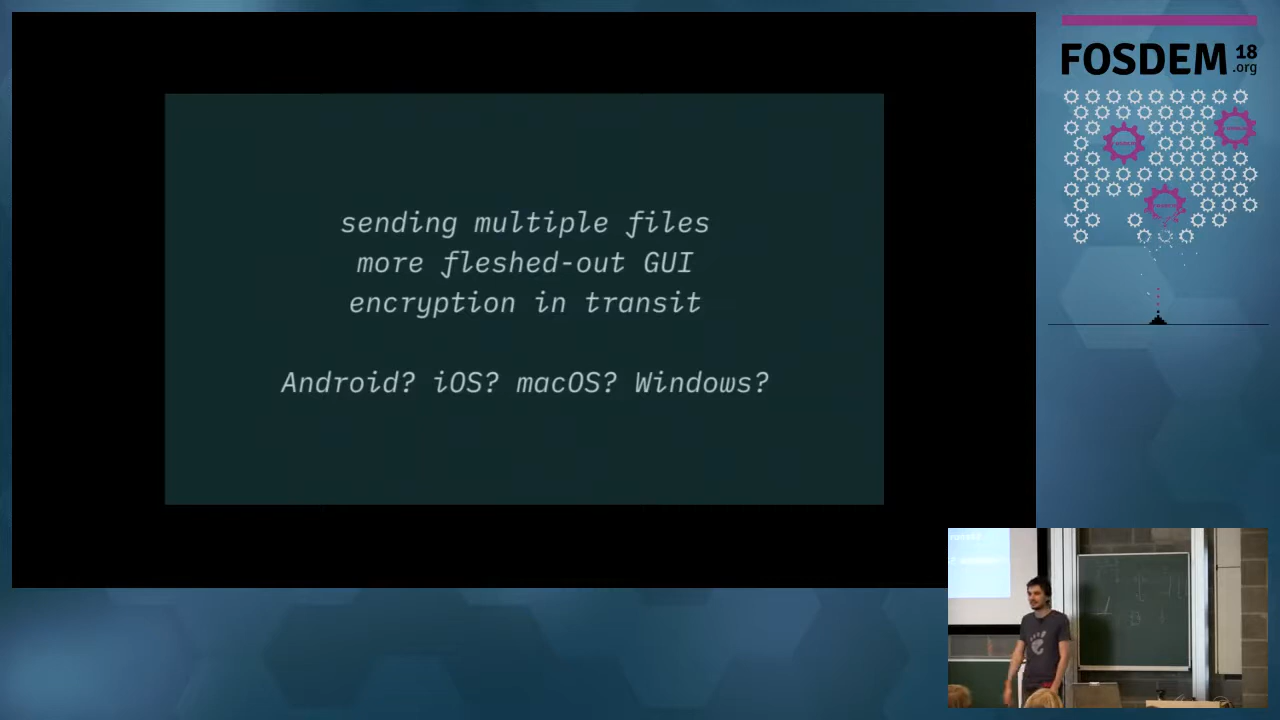 sending multiple files
more fleshed-out GUI
encryption in transit
Android? iOS? macOS? Windows?
FOSDEM 18
.org